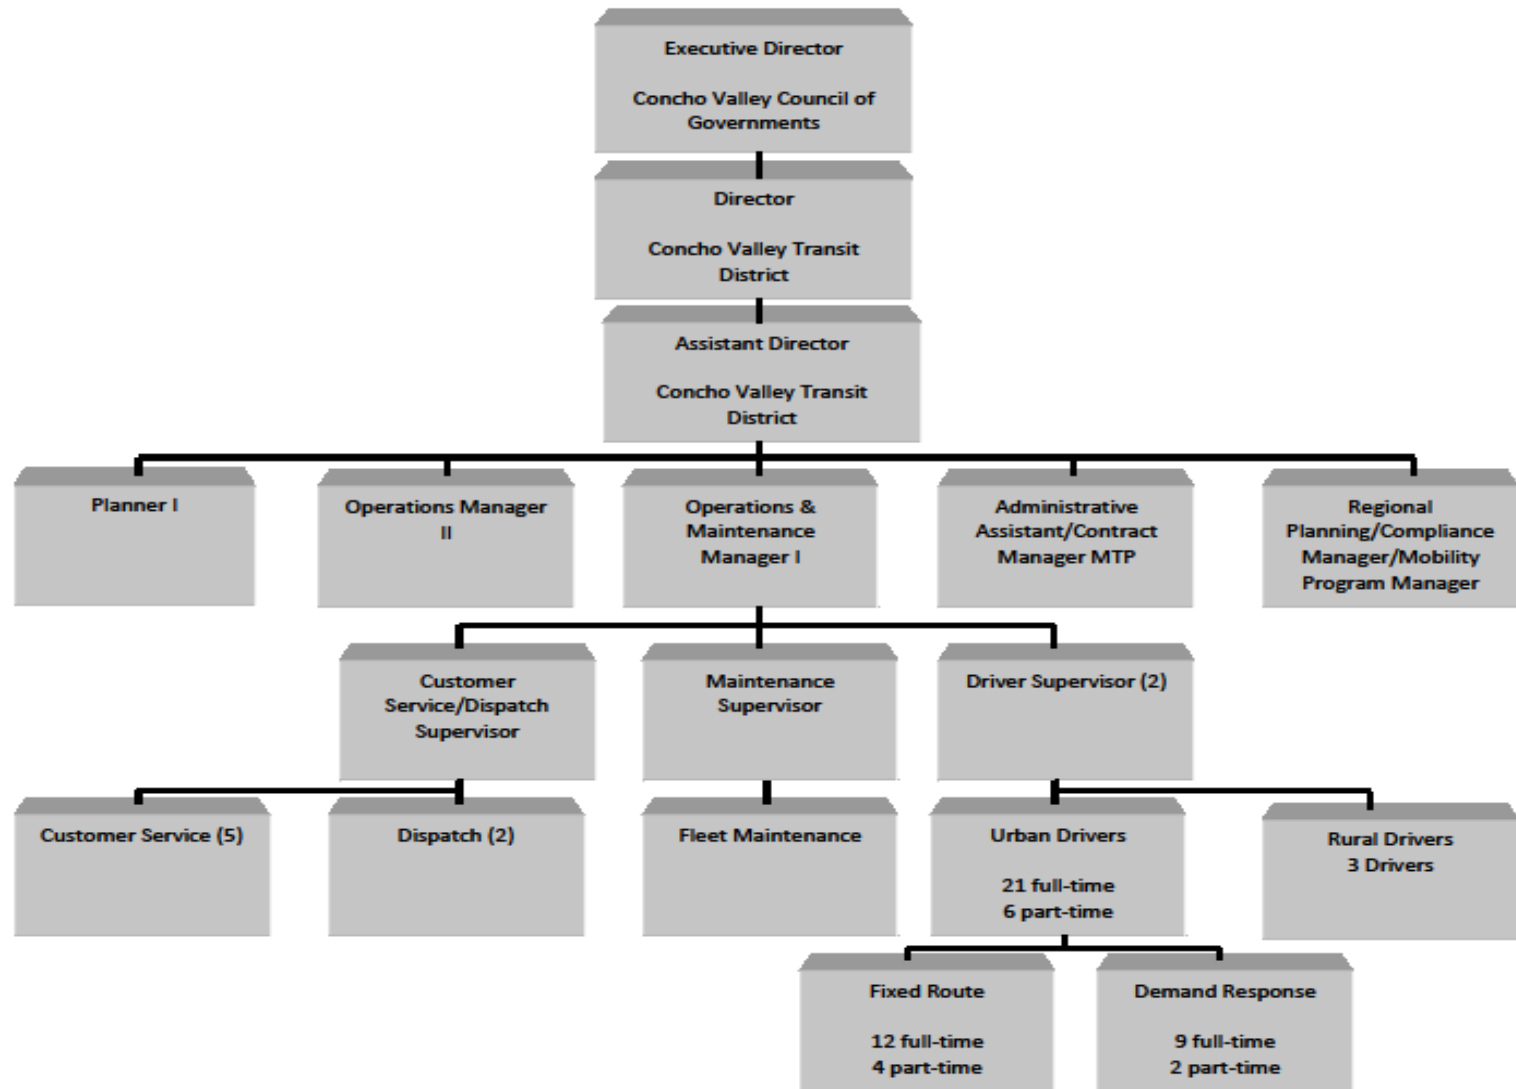 Executive Director
Concho Valley Council of
Governments
Director
Concho Valley Transit
District
Assistant Director
Concho Valley Transit
District
Planner I
Operations Manager
II
Operations &
Maintenance
Manager I
Administrative
Assistant/Contract
Manager MTP
Regional
Planning/Compliance
Manager/Mobility
Program Manager
Customer
Service/Dispatch
Supervisor
Maintenance
Supervisor
Driver Supervisor (2)
Customer Service (5)
Dispatch (2)
Fleet Maintenance
Urban Drivers
21 full-time
6 part-time
Rural Drivers
3 Drivers
Fixed Route
12 full-time
4 part-time
Demand Response
9 full-time
2 part-time